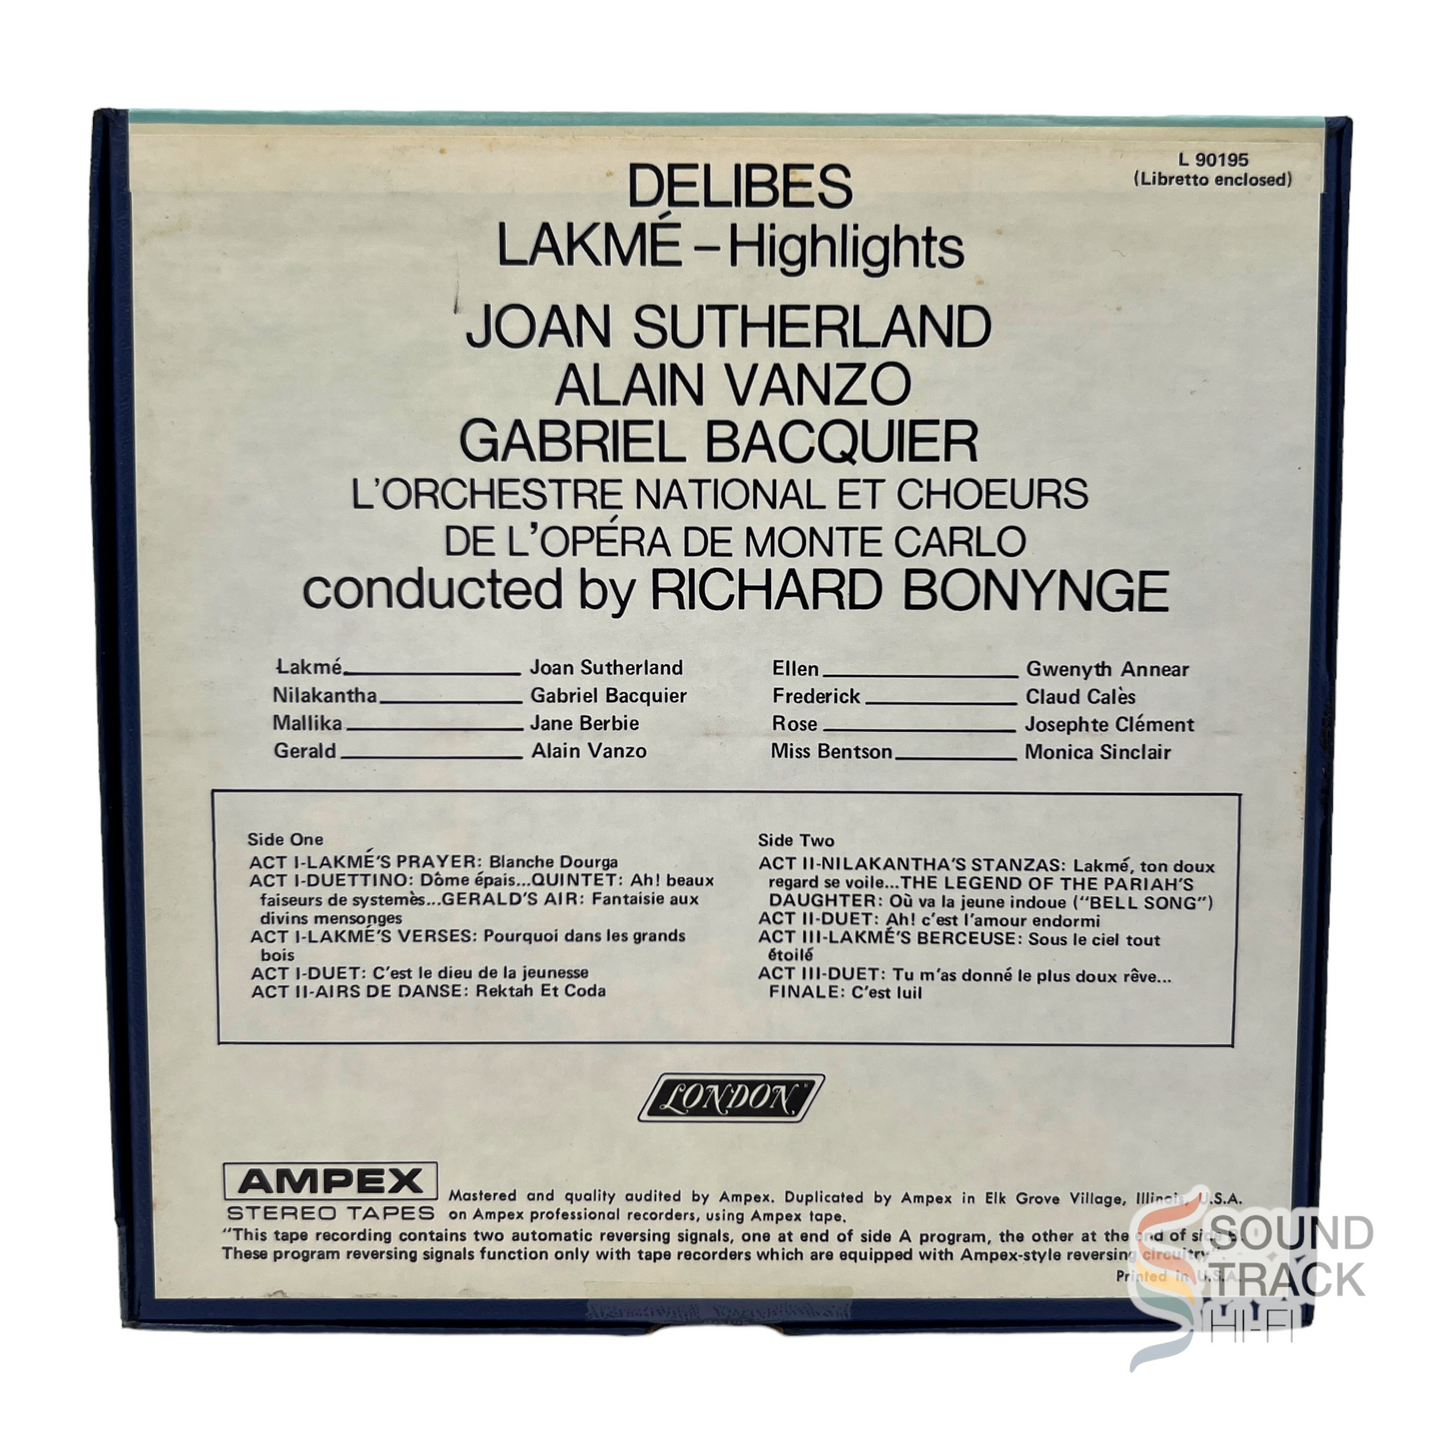 L 90195
(Libretto enclosed)
DELIBES
LAKMÉ – Highlights
JOAN SUTHERLAND
ALAIN VANZO
GABRIEL BACQUIER
L'ORCHESTRE NATIONAL ET CHOEURS
DE L'OPÉRA DE MONTE CARLO
conducted by RICHARD BONYNGE
Lakmé Joan Sutherland
Nilakantha Gabriel Bacquier
Mallika Jane Berbie
Gerald Alain Vanzo
Ellen Gwenyth Annear
Frederick Claud Calès
Rose Josephte Clément
Miss Bentson Monica Sinclair
Side One
ACT I-LAKMÉ'S PRAYER: Blanche Dourga
ACT I-DUETTINO: Dôme épais...QUINTET: Ah! beaux
faiseurs de systemès...GERALD'S AIR: Fantaisie aux
divins mensonges
ACT I-LAKMÉ'S VERSES: Pourquoi dans les grands
bois
ACT I-DUET: C'est le dieu de la jeunesse
ACT II-AIRS DE DANSE: Rektah Et Coda
Side Two
ACT II-NILAKANTHA'S STANZAS: Lakmé, ton doux
regard se voile...THE LEGEND OF THE PARIAH'S
DAUGHTER: Où va la jeune indoue ("BELL SONG")
ACT II-DUET: Ah! c'est l'amour endormi
ACT III-LAKMÉ'S BERCEUSE: Sous le ciel tout
étoilé
ACT III-DUET: Tu m'as donné le plus doux rêve...
FINALE: C'est luil
LONDON
AMPEX
STEREO TAPES
Mastered and quality audited by Ampex. Duplicated by Ampex in Elk Grove Village, Illinois, U.S.A.
on Ampex professional recorders, using Ampex tape.
"This tape recording contains two automatic reversing signals, one at end of side A program, the other at the end of side B.
These program reversing signals function only with tape recorders which are equipped with Ampex-style reversing circuitry.
Printed in U.S.A.
SOUND
TRACK
HI-FI